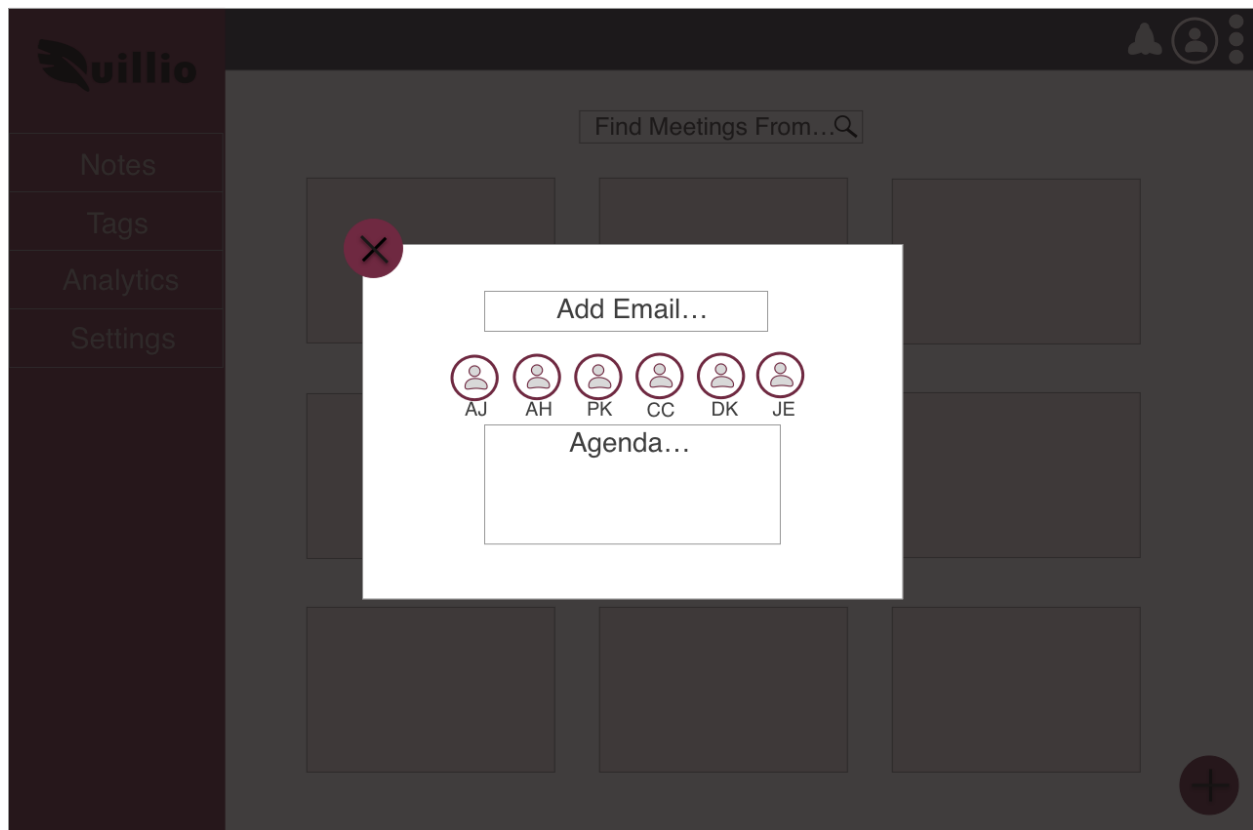 Quillio
Find Meetings From…
Notes
Tags
Analytics
Settings
Add Email…
AJ AH PK CC DK JE
Agenda…